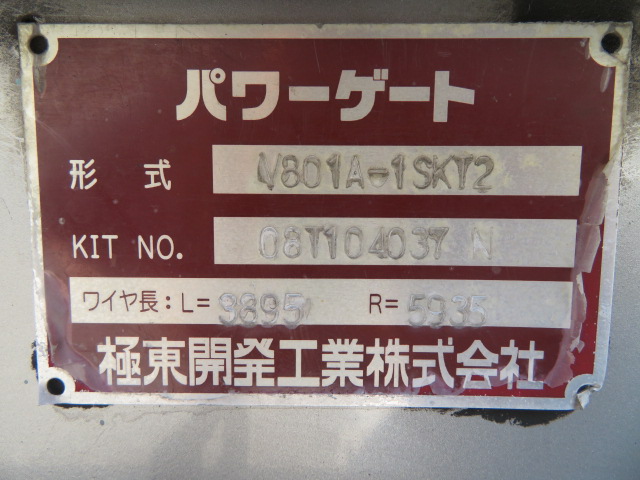 パワーゲート
形式 V801A-1SKT2
KIT NO. 08T104037 N
ワイヤ長:L=9895 R=5935
極東開発工業株式会社